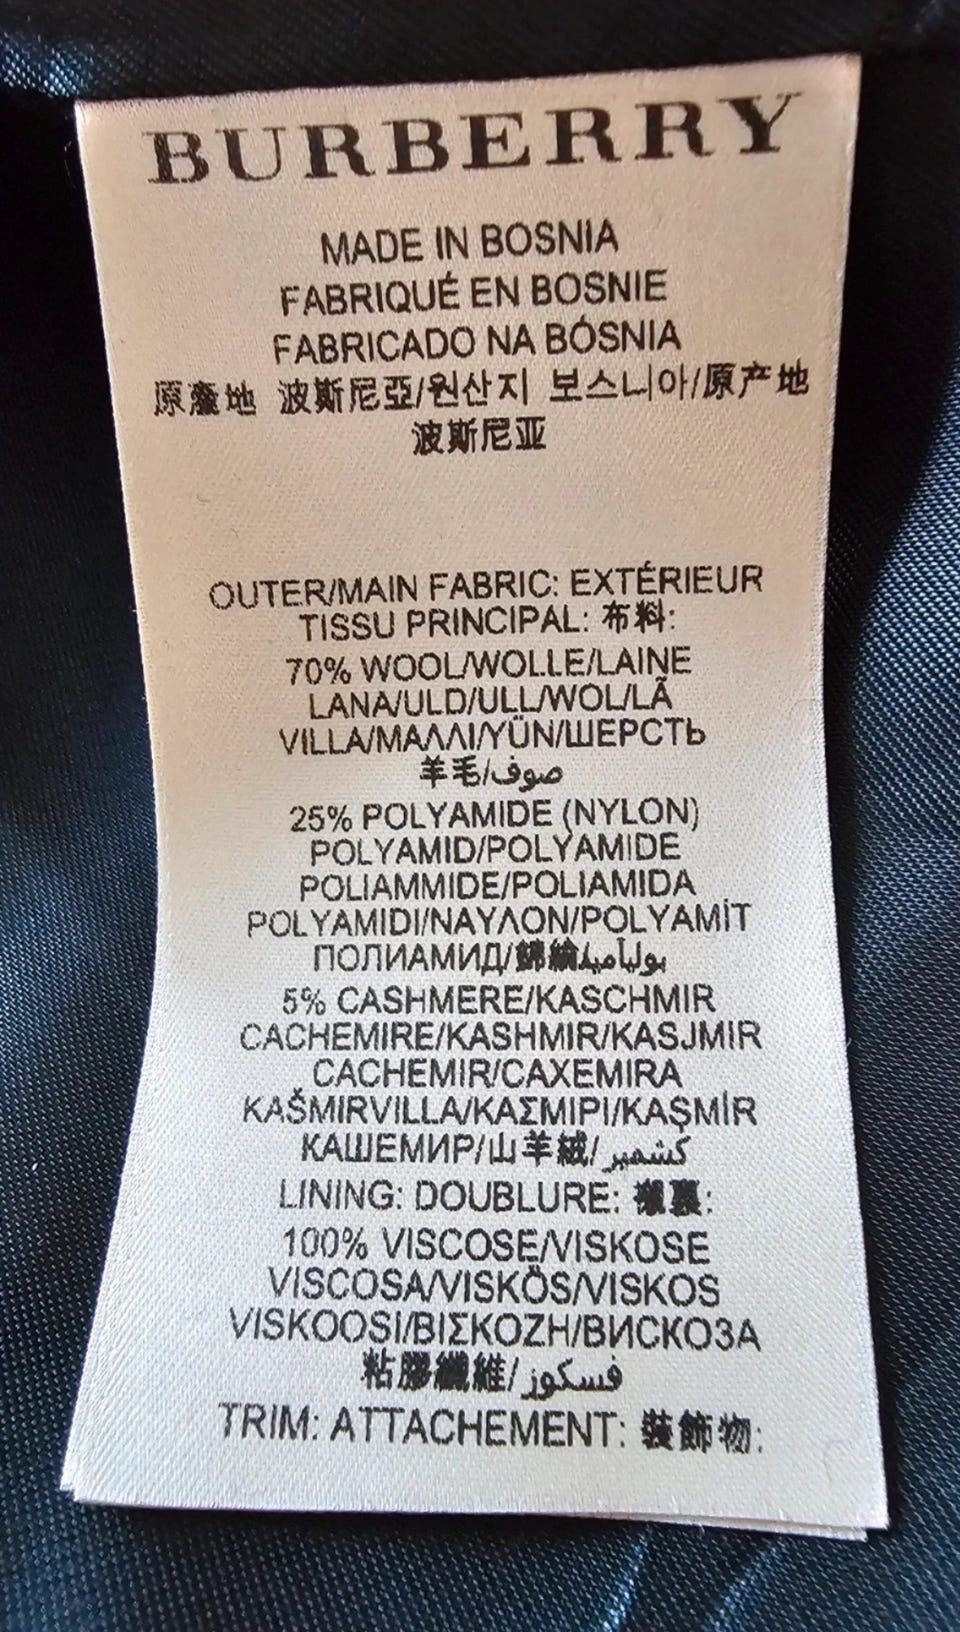 BURBERRY
MADE IN BOSNIA
FABRIQUÉ EN BOSNIE
FABRICADO NA BÓSNIA
原產地 波斯尼亞/원산지 보스니아/原产地
波斯尼亚
OUTER/MAIN FABRIC: EXTÉRIEUR
TISSU PRINCIPAL: 布料:
70% WOOL/WOLLE/LAINE
LANA/ULD/ULL/WOL/LÃ
VILLA/ΜΑΛΛΙ/YÜN/ШЕРСТЬ
羊毛/صوف
25% POLYAMIDE (NYLON)
POLYAMID/POLYAMIDE
POLIAMMIDE/POLIAMIDA
POLYAMIDI/ΝΑΥΛΟΝ/POLYAMİT
ПОЛИАМИД/錦綸/بولیآمید
5% CASHMERE/KASCHMIR
CACHEMIRE/KASHMIR/KASJMIR
CACHEMIR/CAXEMIRA
KAŠMIRVILLA/ΚΑΣΜΙΡΙ/KAŞMİR
КАШЕМИР/山羊絨/كشمير
LINING: DOUBLURE: 襯裏:
100% VISCOSE/VISKOSE
VISCOSA/VISKÖS/VISKOS
VISKOOSI/ΒΙΣΚΟΖΗ/ВИСКОЗА
粘膠纖維/فسكوز
TRIM: ATTACHEMENT: 裝飾物: